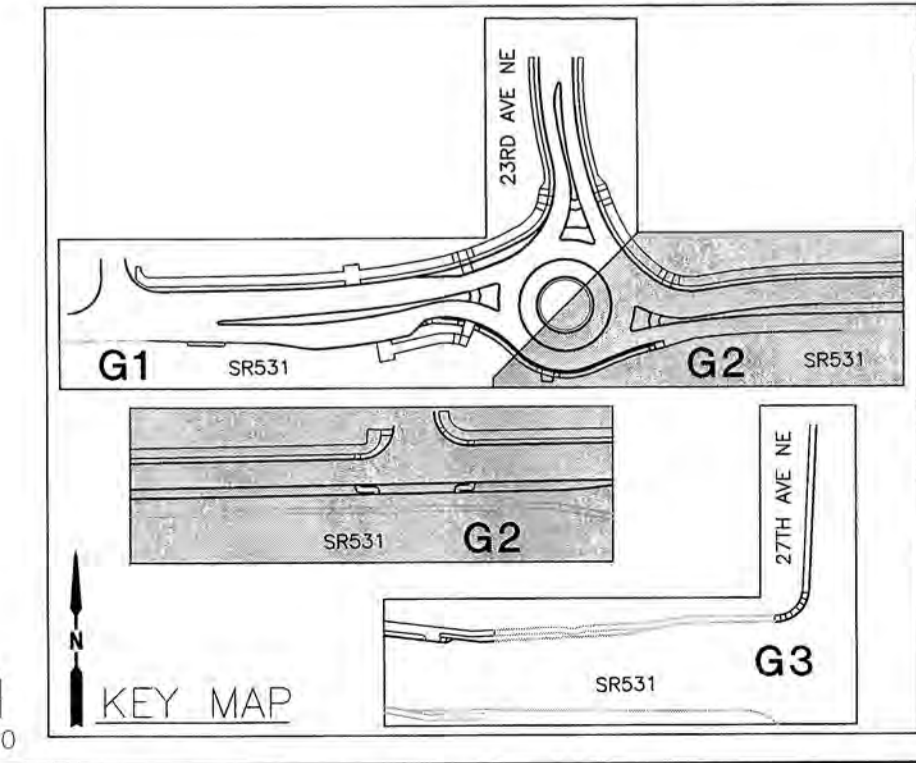 23RD AVE NE
G1
SR531
G2
SR531
SR531
G2
27TH AVE NE
G3
SR531
N
KEY MAP
0